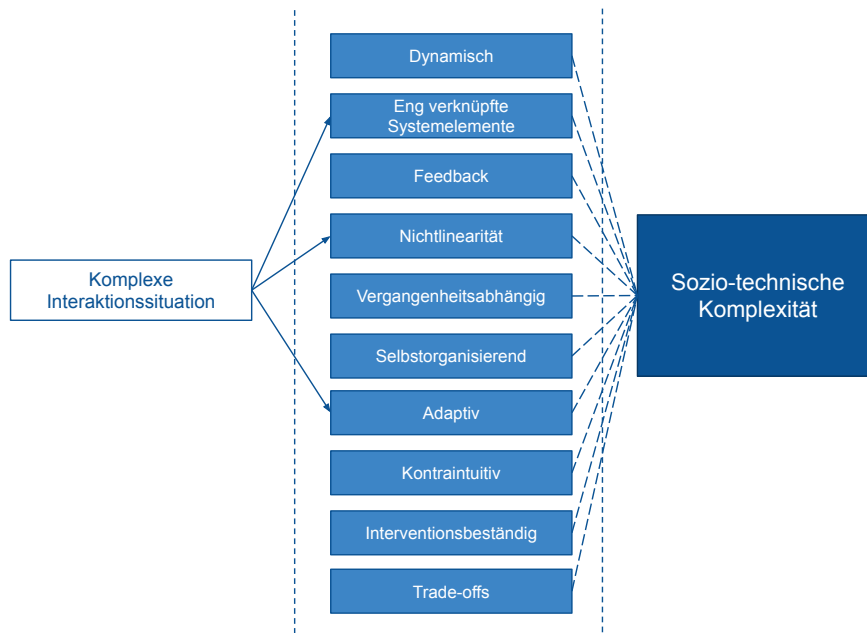 Dynamisch
Eng verknüpfte
Systemelemente
Feedback
Nichtlinearität
Komplexe
Interaktionssituation
Vergangenheitsabhängig
Sozio-technische
Komplexität
Selbstorganisierend
Adaptiv
Kontraintuitiv
Interventionsbeständig
Trade-offs